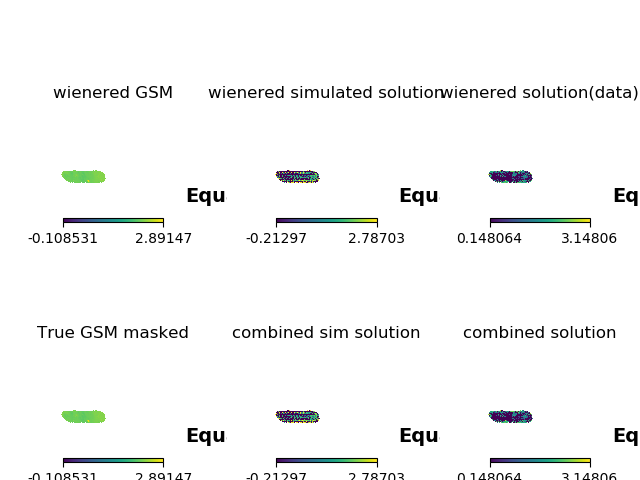 wienered GSM wienered simulated solution wienered solution(data)
Equ Equ Eq
-0.108531 2.89147 -0.21297 2.78703 0.148064 3.14806
True GSM masked combined sim solution combined solution
Equ Equ Eq
-0.108531 2.89147 -0.21297 2.78703 0.148064 3.14806